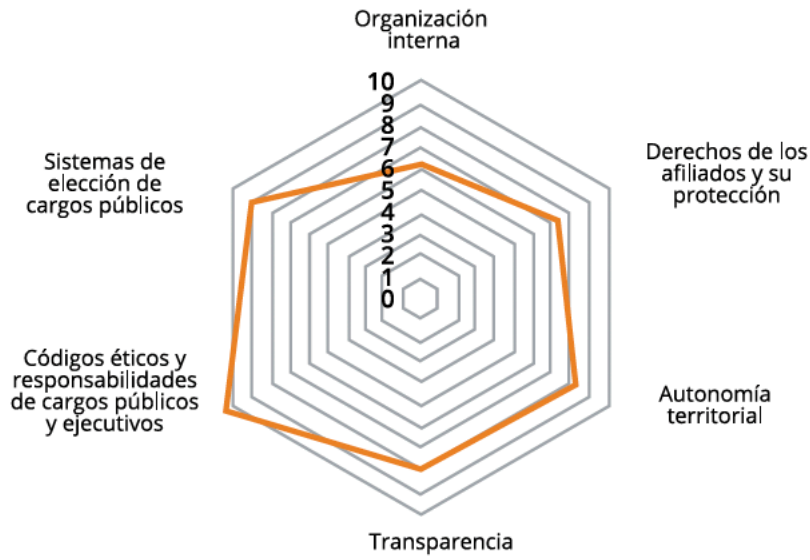 Organización
interna
10
9
8
7
6
5
4
3
2
1
0
Derechos de los
afiliados y su
protección
Autonomía
territorial
Transparencia
Códigos éticos y
responsabilidades
de cargos públicos
y ejecutivos
Sistemas de
elección de
cargos públicos